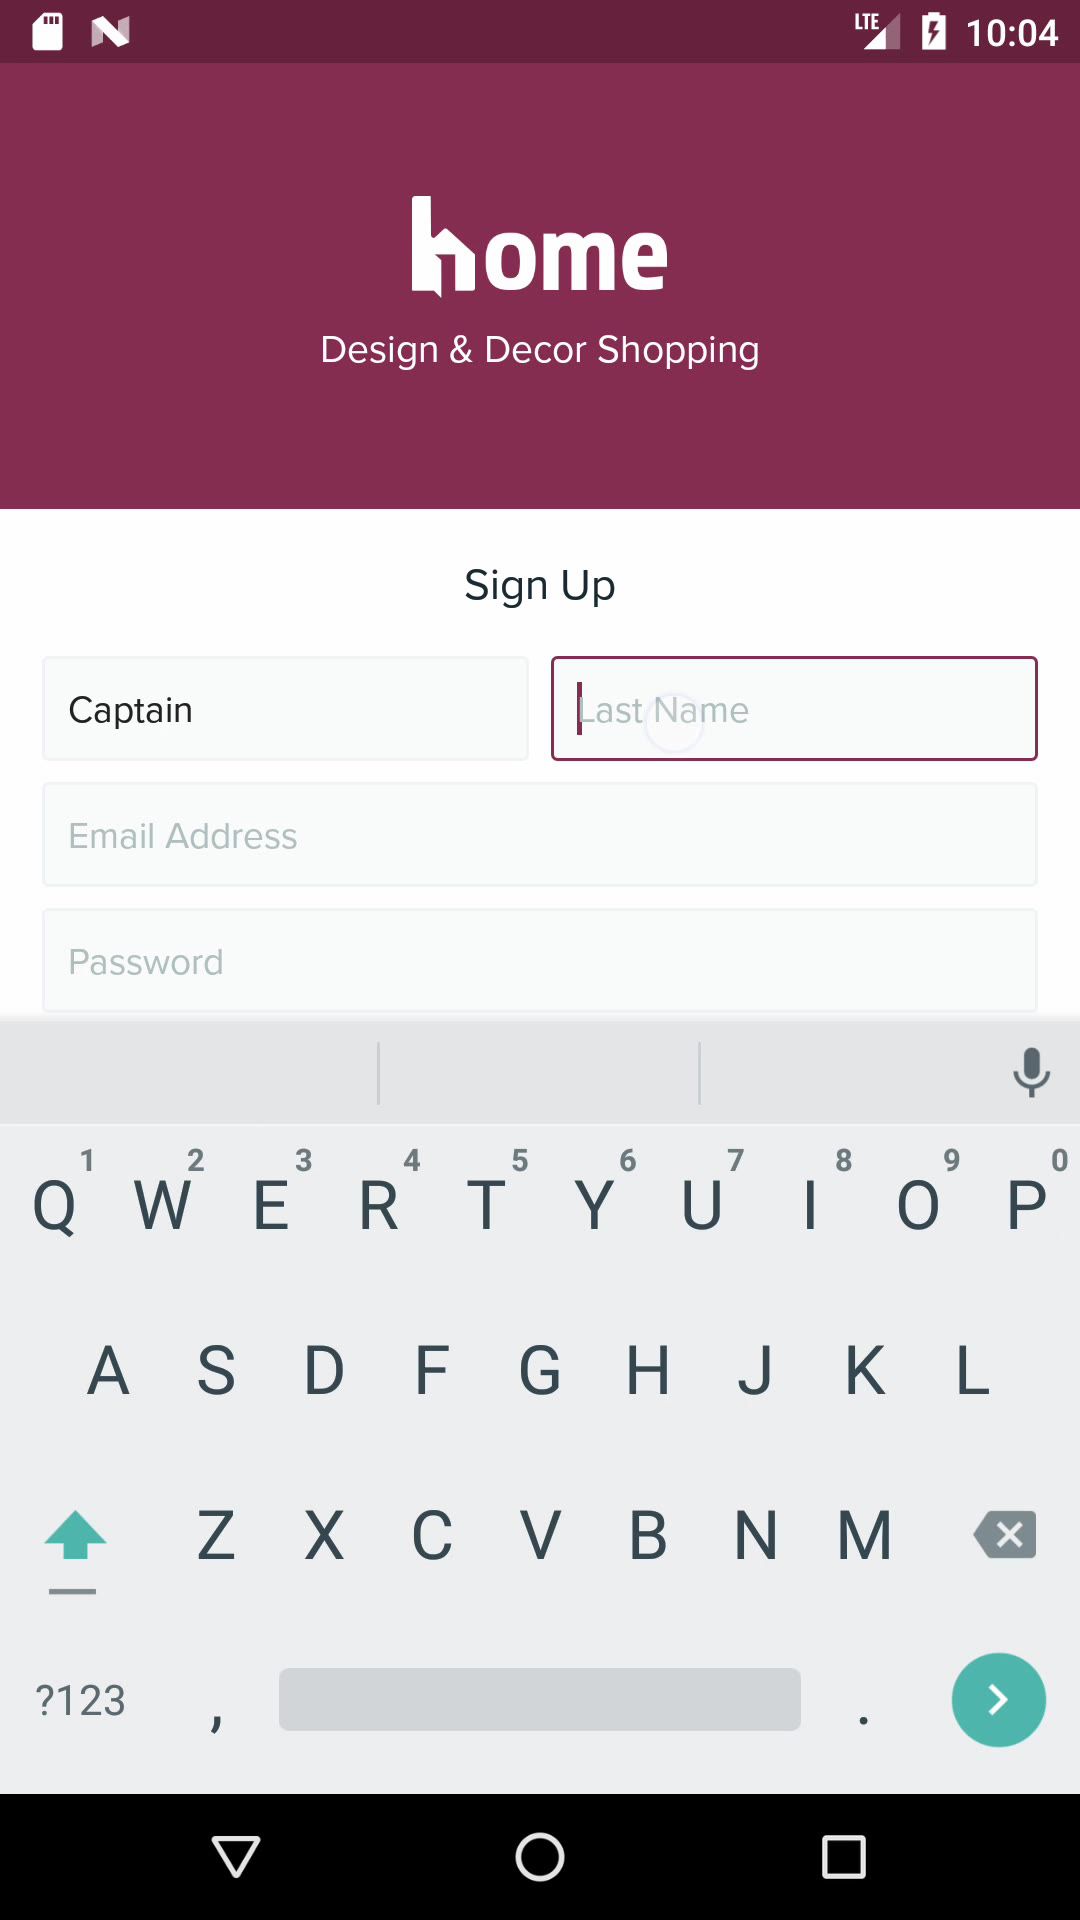 LTE 10:04
home
Design & Decor Shopping
Sign Up
Captain Last Name
Email Address
Password
1 2 3 4 5 6 7 8 9 0
Q W E R T Y U I O P
A S D F G H J K L
Z X C V B N M
?123 , .